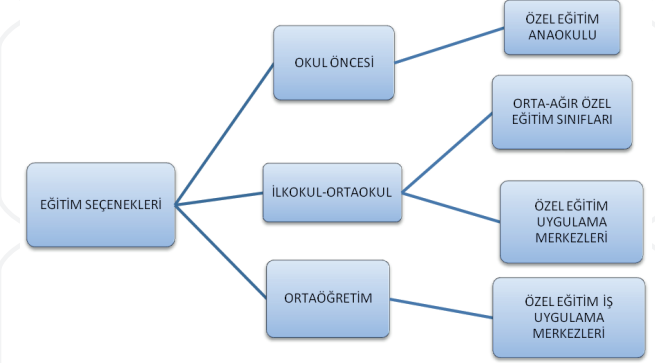 EĞİTİM SEÇENEKLERİ
OKUL ÖNCESİ
ÖZEL EĞİTİM
ANAOKULU
İLKOKUL-ORTAOKUL
ORTA-AĞIR ÖZEL
EĞİTİM SINIFLARI
ÖZEL EĞİTİM
UYGULAMA
MERKEZLERİ
ORTAÖĞRETİM
ÖZEL EĞİTİM İŞ
UYGULAMA
MERKEZLERİ